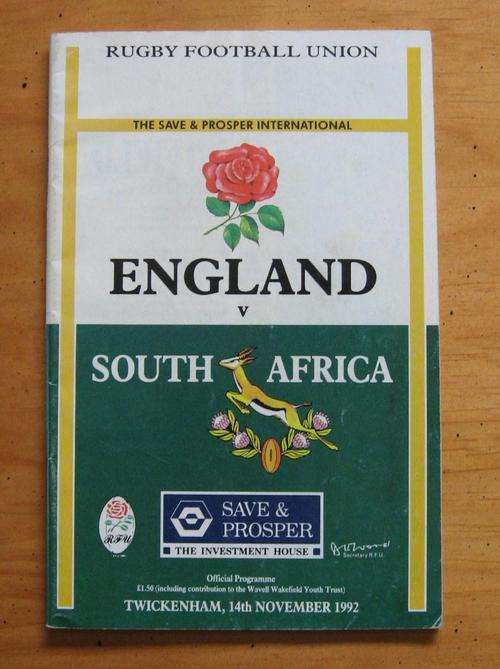 RUGBY FOOTBALL UNION
THE SAVE & PROSPER INTERNATIONAL
ENGLAND
v
SOUTH AFRICA
RFU
SAVE &
PROSPER
THE INVESTMENT HOUSE
Secretary R.F.U.
Official Programme
£1.50 (including contribution to the Wavell Wakefield Youth Trust)
TWICKENHAM, 14th NOVEMBER 1992